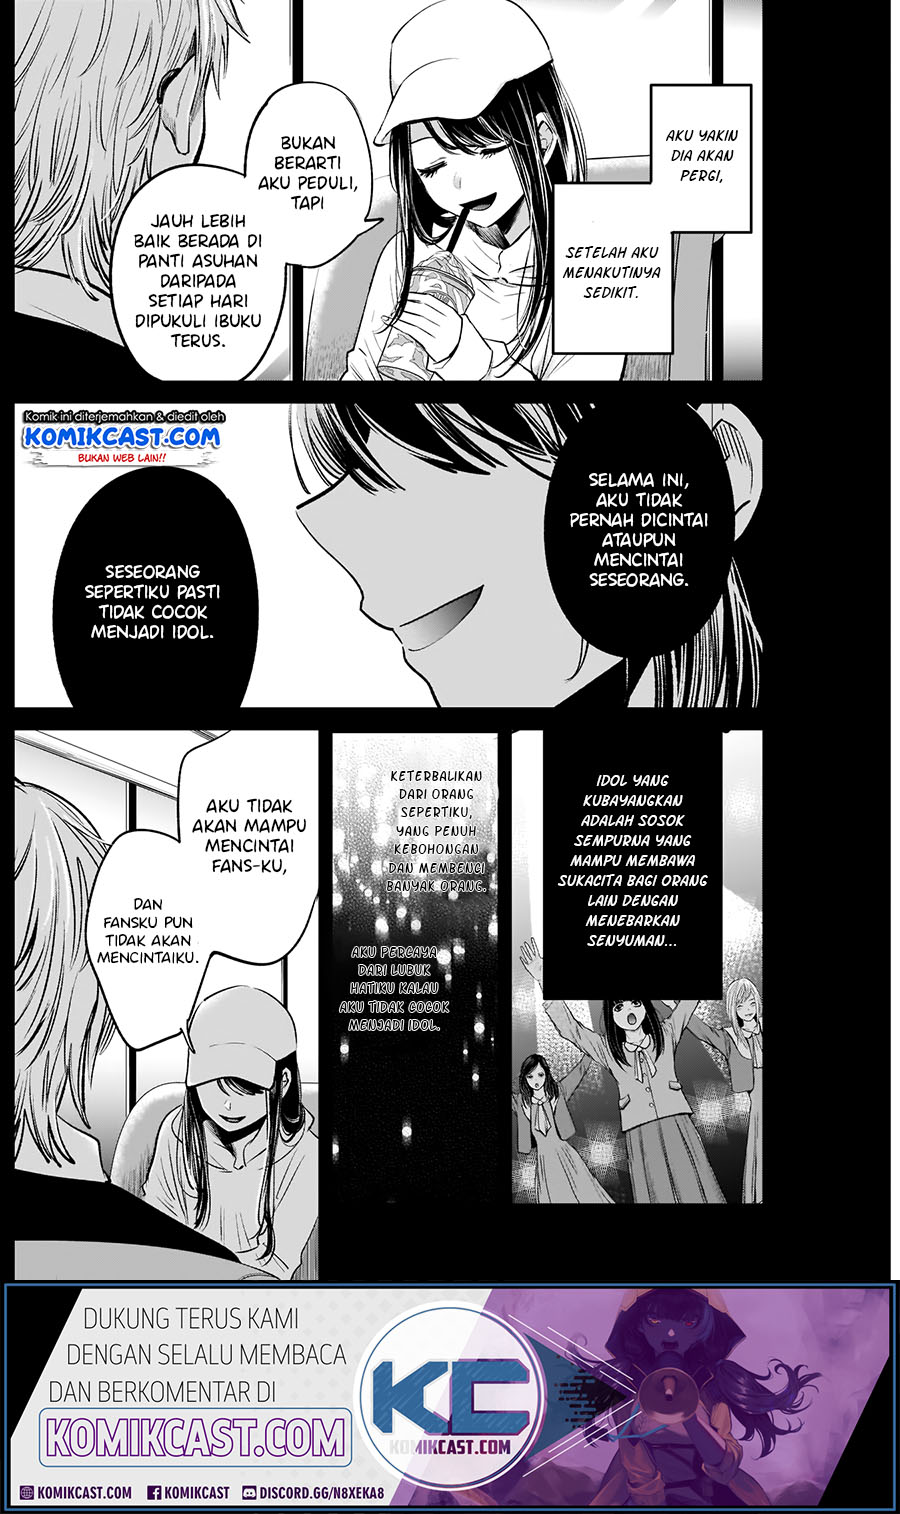 AKU YAKIN
DIA AKAN
PERGI,
SETELAH AKU
MENAKUTINYA
SEDIKIT.
BUKAN
BERARTI
AKU PEDULI,
TAPI
JAUH LEBIH
BAIK BERADA DI
PANTI ASUHAN
DARIPADA
SETIAP HARI
DIPUKULI IBUKU
TERUS.
Komik ini diterjemahkan & diedit oleh
KOMIKCAST.COM
BUKAN WEB LAIN!!
SELAMA INI,
AKU TIDAK
PERNAH DICINTAI
ATAUPUN
MENCINTAI
SESEORANG.
SESEORANG
SEPERTIKU PASTI
TIDAK COCOK
MENJADI IDOL.
IDOL YANG
KUBAYANGKAN
ADALAH SOSOK
SEMPURNA YANG
MAMPU MEMBAWA
SUKACITA BAGI ORANG
LAIN DENGAN
MENEBARKAN
SENYUMAN...
KETERBALIKAN
DARI ORANG
SEPERTIKU,
YANG PENUH
KEBOHONGAN
DAN MEMBENCI
BANYAK ORANG.
AKU PERCAYA
DARI LUBUK
HATIKU KALAU
AKU TIDAK COCOK
MENJADI IDOL.
AKU TIDAK
AKAN MAMPU
MENCINTAI
FANS-KU,
DAN
FANSKU PUN
TIDAK AKAN
MENCINTAIKU.
DUKUNG TERUS KAMI
DENGAN SELALU MEMBACA
DAN BERKOMENTAR DI
KOMIKCAST.COM
KC
KOMIKCAST.COM
KOMIKCAST.COM
KOMIKCAST
DISCORD.GG/N8XEKA8